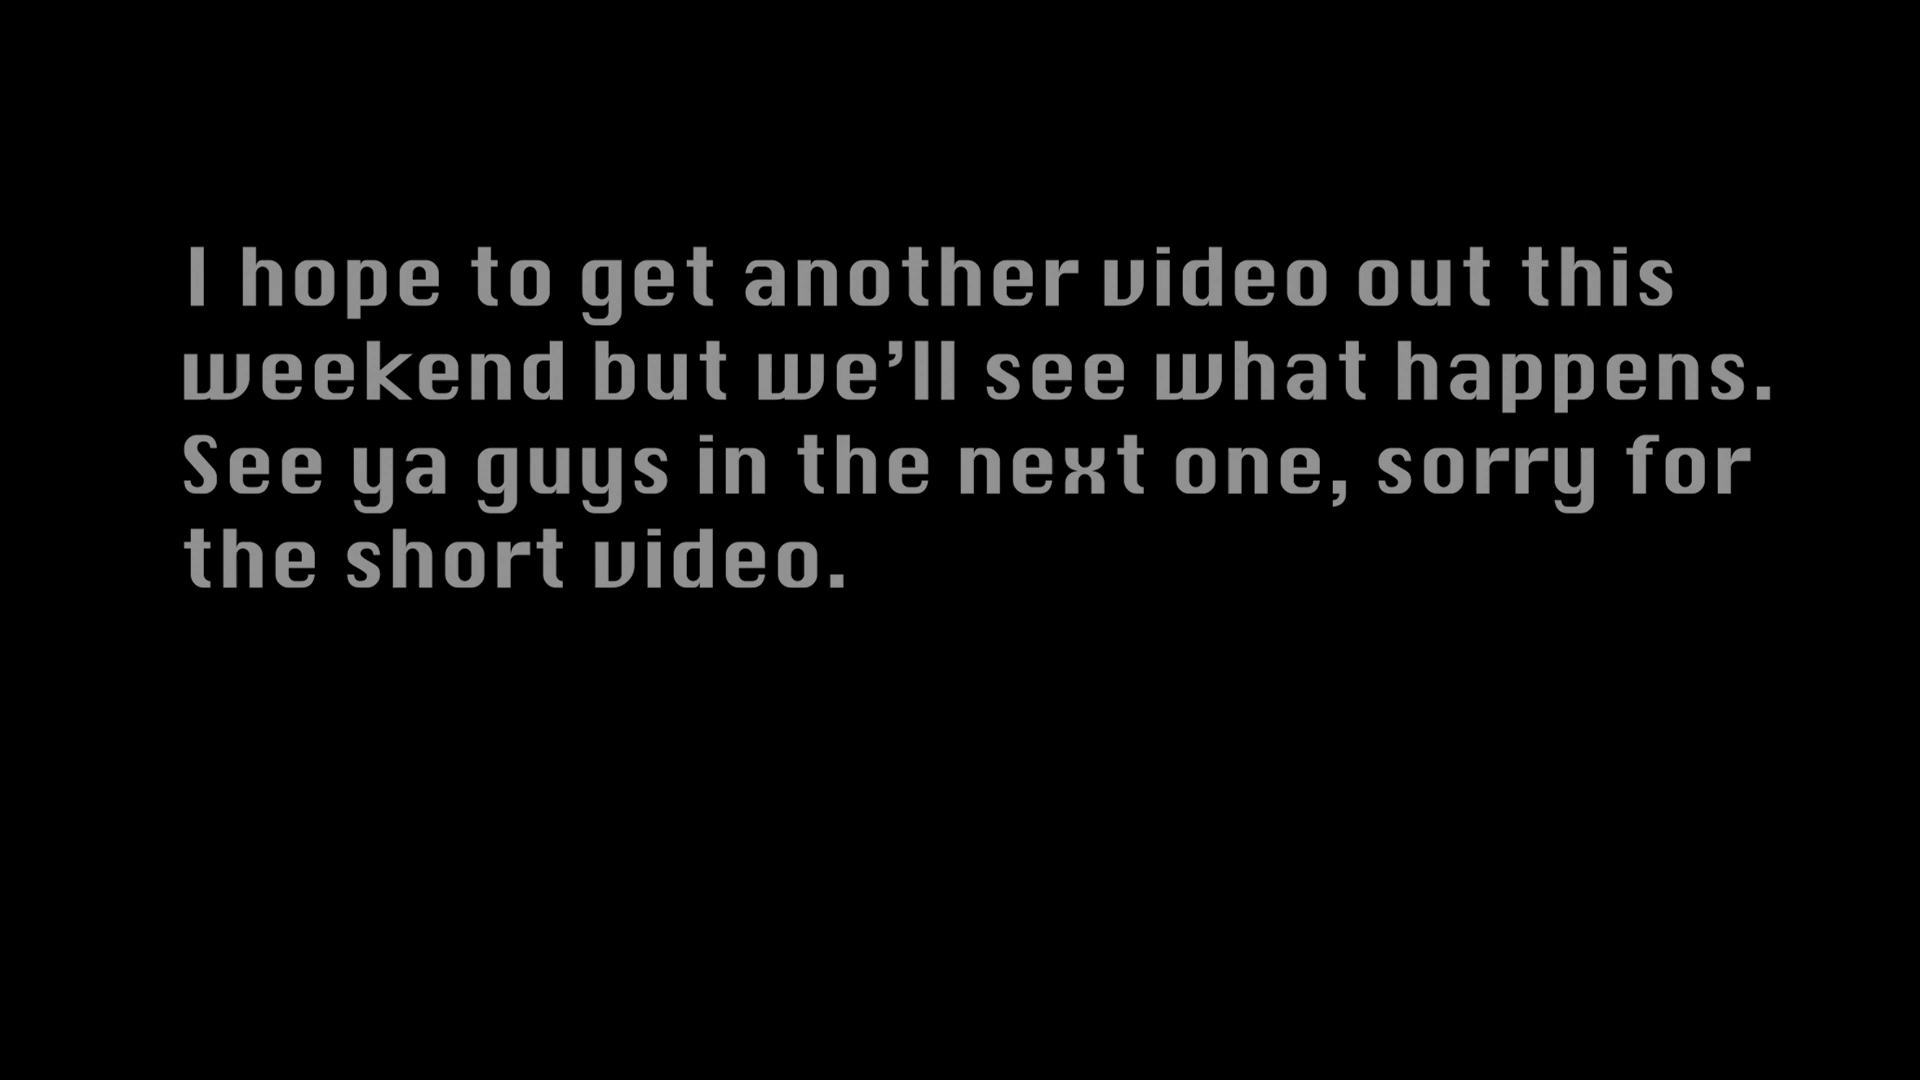 I hope to get another video out this
weekend but we’ll see what happens.
See ya guys in the next one, sorry for
the short video.